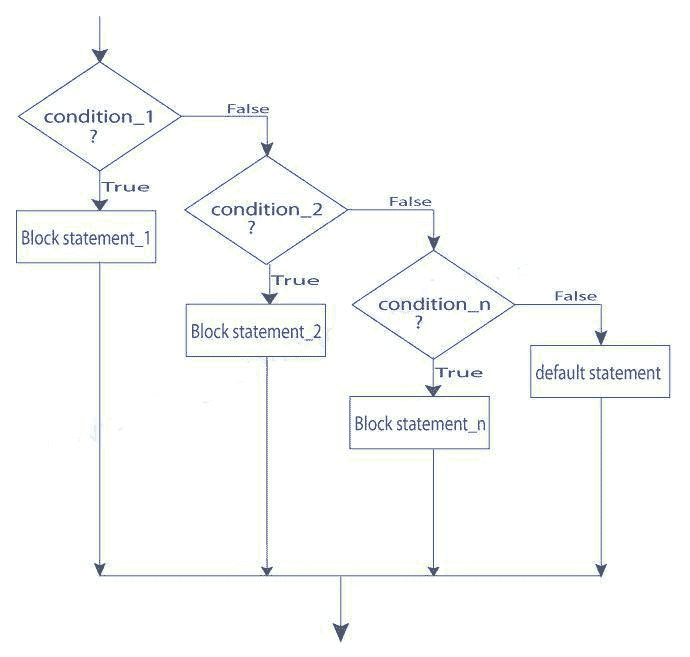 condition_1
?
False
True
Block statement_1
condition_2
?
False
True
Block statement_2
condition_n
?
False
True
Block statement_n
default statement